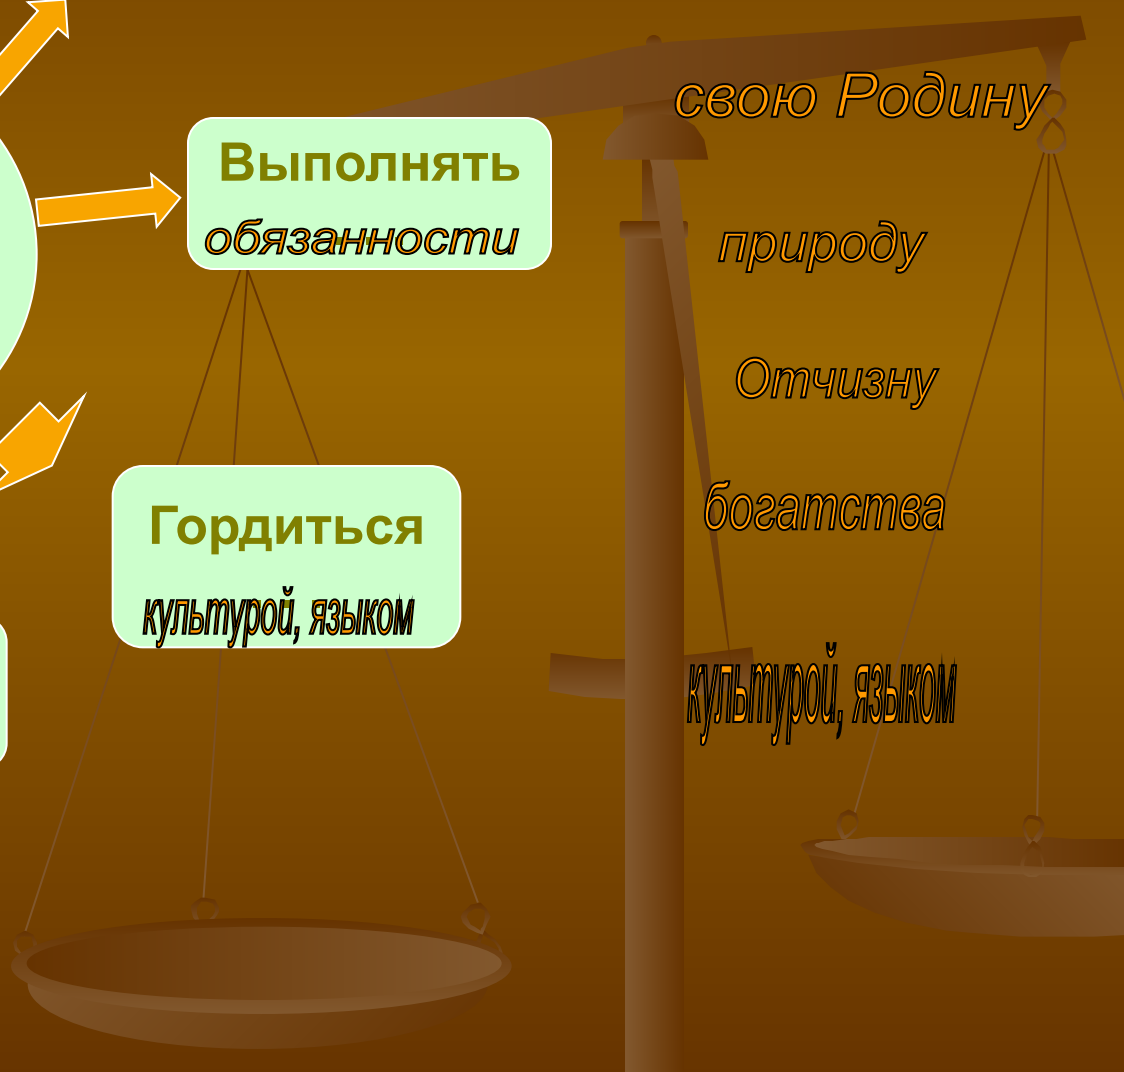 Выполнять
обязанности
Гордиться
культурой, языком
свою Родину
природу
Отчизну
богатства
культурой, языком